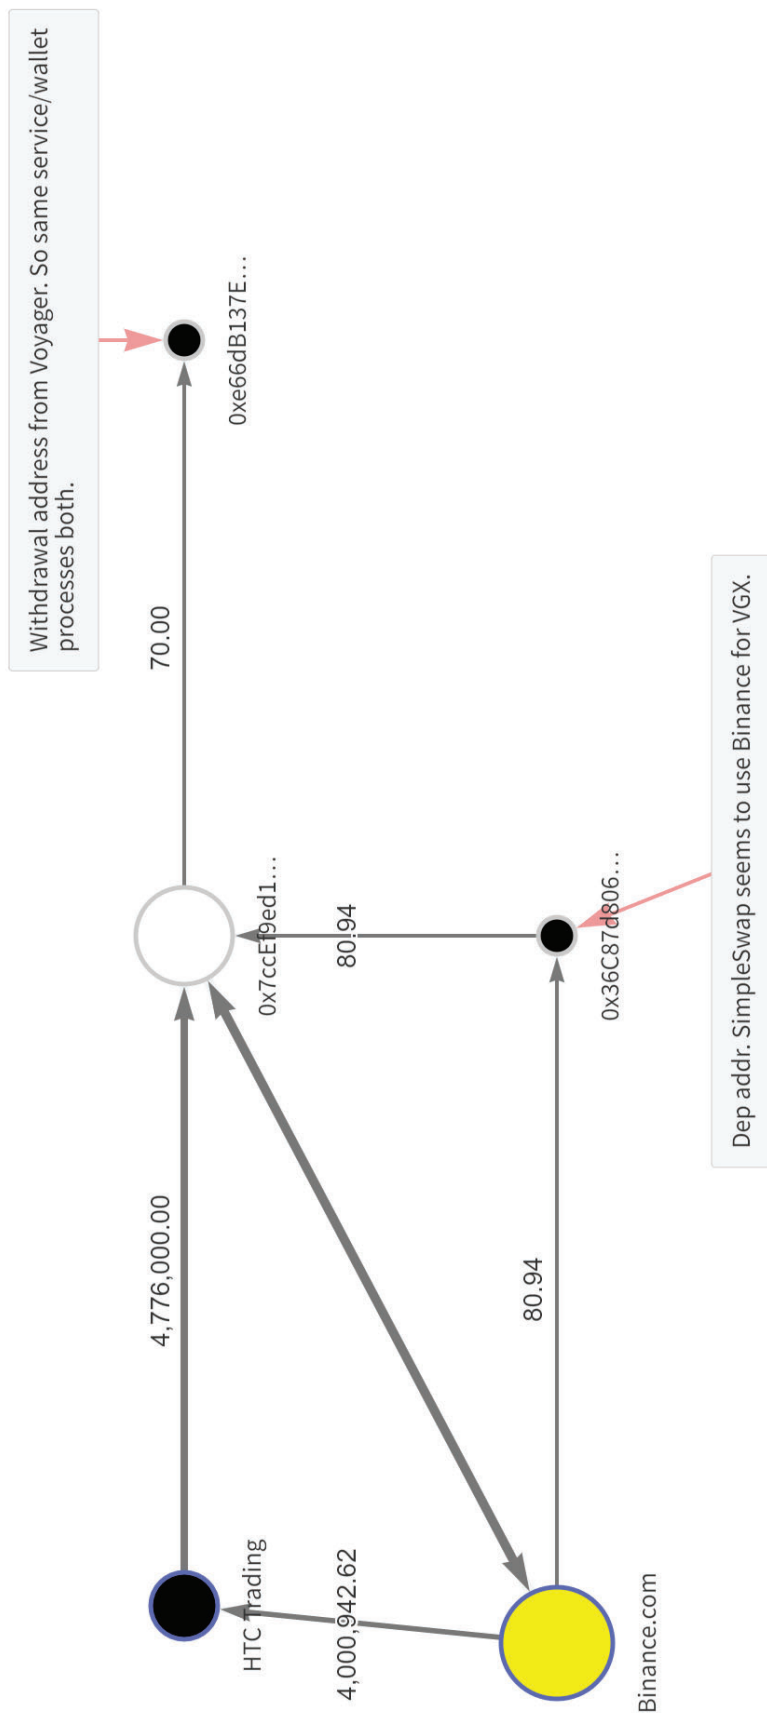 Withdrawal address from Voyager. So same service/wallet
processes both.
4,776,000.00
70.00
HTC Trading
0x7ccEf9ed1...
0xe66dB137E...
4,000,942.62
80.94
80.94
Binance.com
0x36C87d806...
Dep addr. SimpleSwap seems to use Binance for VGX.